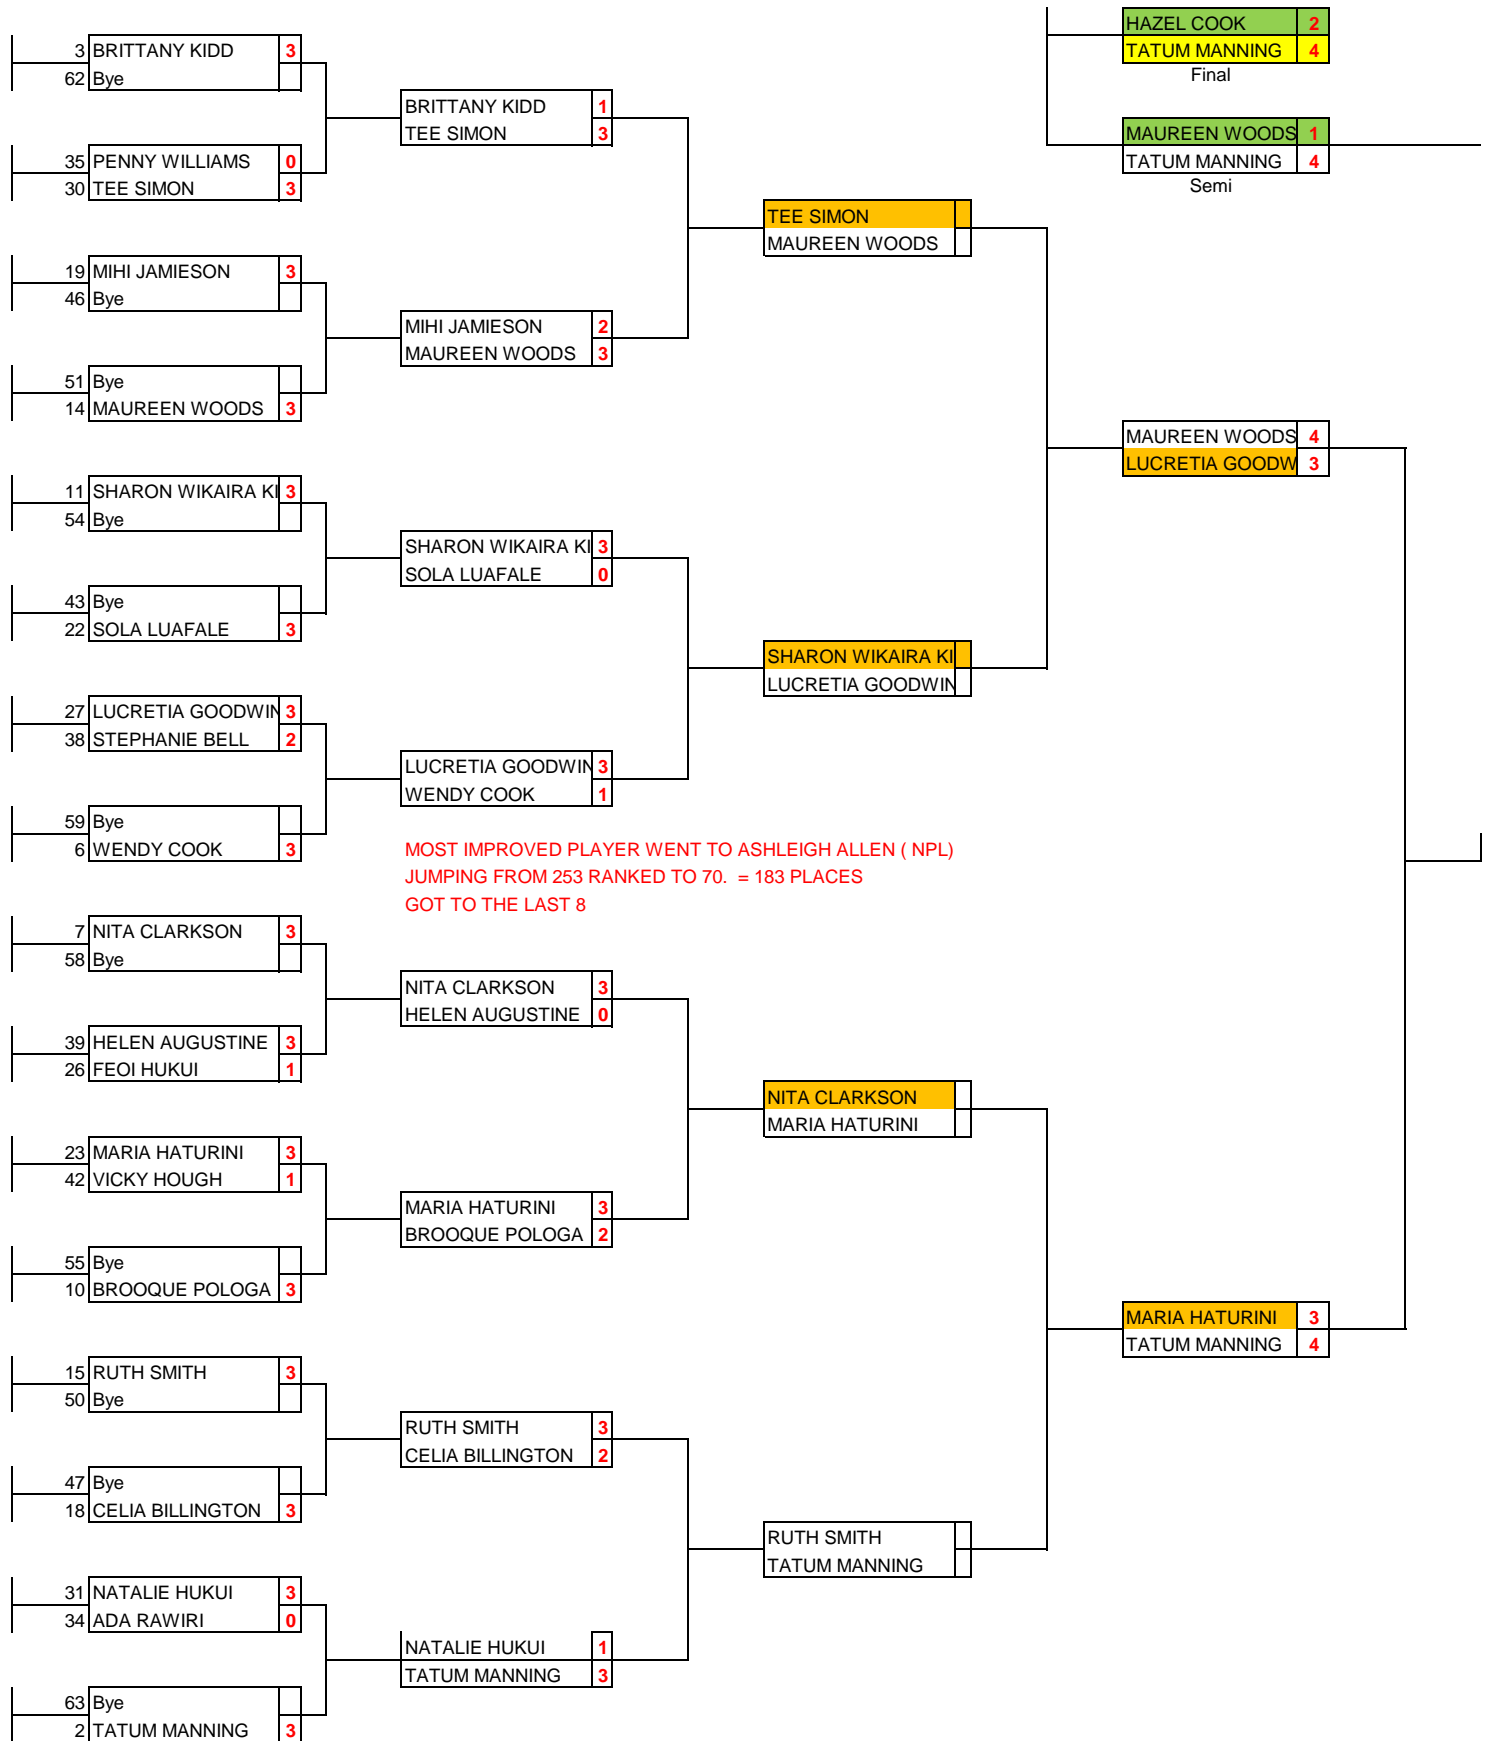 HAZEL COOK 2
3 BRITTANY KIDD 3
TATUM MANNING 4
62 Bye
Final
BRITTANY KIDD 1
TEE SIMON 3
MAUREEN WOODS 1
35 PENNY WILLIAMS 0
TATUM MANNING 4
30 TEE SIMON 3
Semi
TEE SIMON
MAUREEN WOODS
19 MIHI JAMIESON 3
46 Bye
MIHI JAMIESON 2
MAUREEN WOODS 3
51 Bye
14 MAUREEN WOODS 3
MAUREEN WOODS 4
LUCRETIA GOODW 3
11 SHARON WIKAIRA KI 3
54 Bye
SHARON WIKAIRA KI 3
SOLA LUAFALE 0
43 Bye
22 SOLA LUAFALE 3
SHARON WIKAIRA KI
LUCRETIA GOODWIN
27 LUCRETIA GOODWIN 3
38 STEPHANIE BELL 2
LUCRETIA GOODWIN 3
WENDY COOK 1
59 Bye
6 WENDY COOK 3
MOST IMPROVED PLAYER WENT TO ASHLEIGH ALLEN ( NPL)
JUMPING FROM 253 RANKED TO 70. = 183 PLACES
GOT TO THE LAST 8
7 NITA CLARKSON 3
58 Bye
NITA CLARKSON 3
HELEN AUGUSTINE 0
39 HELEN AUGUSTINE 3
26 FEOI HUKUI 1
NITA CLARKSON
MARIA HATURINI
23 MARIA HATURINI 3
42 VICKY HOUGH 1
MARIA HATURINI 3
BROOQUE POLOGA 2
55 Bye
10 BROOQUE POLOGA 3
MARIA HATURINI 3
TATUM MANNING 4
15 RUTH SMITH 3
50 Bye
RUTH SMITH 3
CELIA BILLINGTON 2
47 Bye
18 CELIA BILLINGTON 3
RUTH SMITH
TATUM MANNING
31 NATALIE HUKUI 3
34 ADA RAWIRI 0
NATALIE HUKUI 1
TATUM MANNING 3
63 Bye
2 TATUM MANNING 3